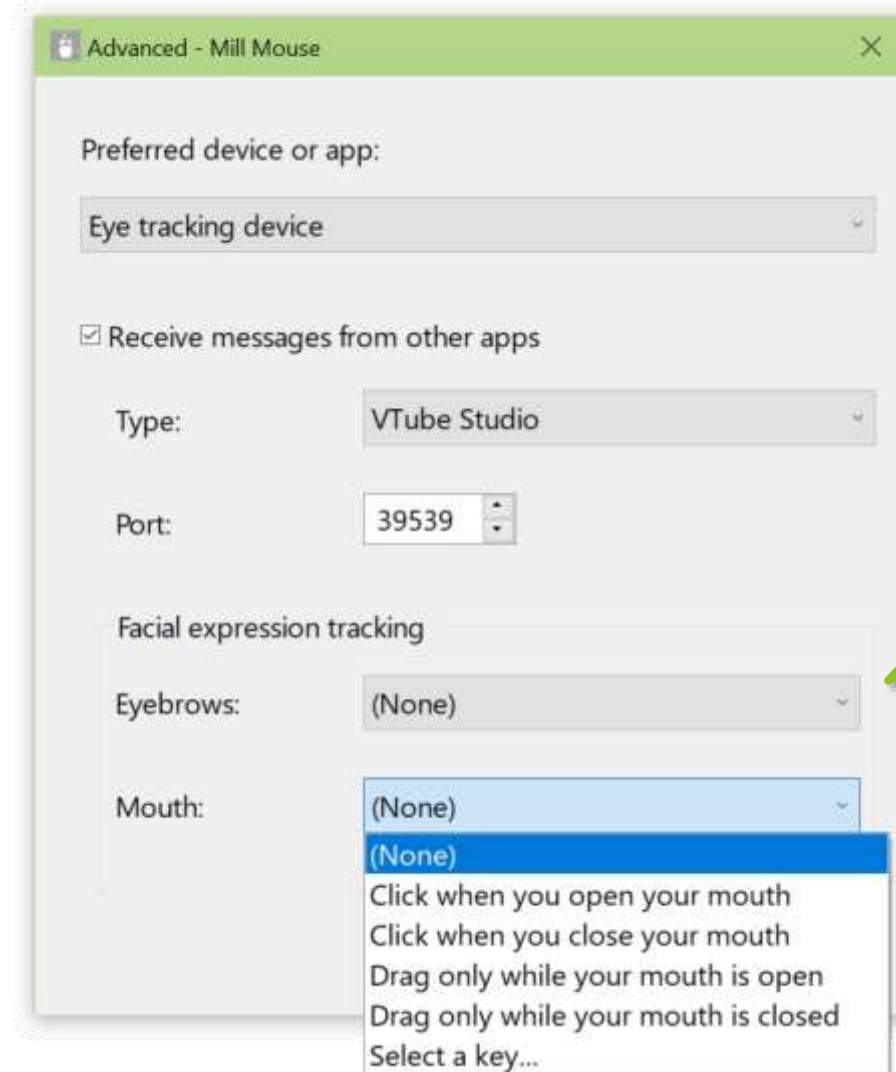 Advanced - Mill Mouse
Preferred device or app:
Eye tracking device
Receive messages from other apps
Type:
VTube Studio
Port:
39539
Facial expression tracking
Eyebrows:
(None)
Mouth:
(None)
(None)
Click when you open your mouth
Click when you close your mouth
Drag only while your mouth is open
Drag only while your mouth is closed
Select a key...